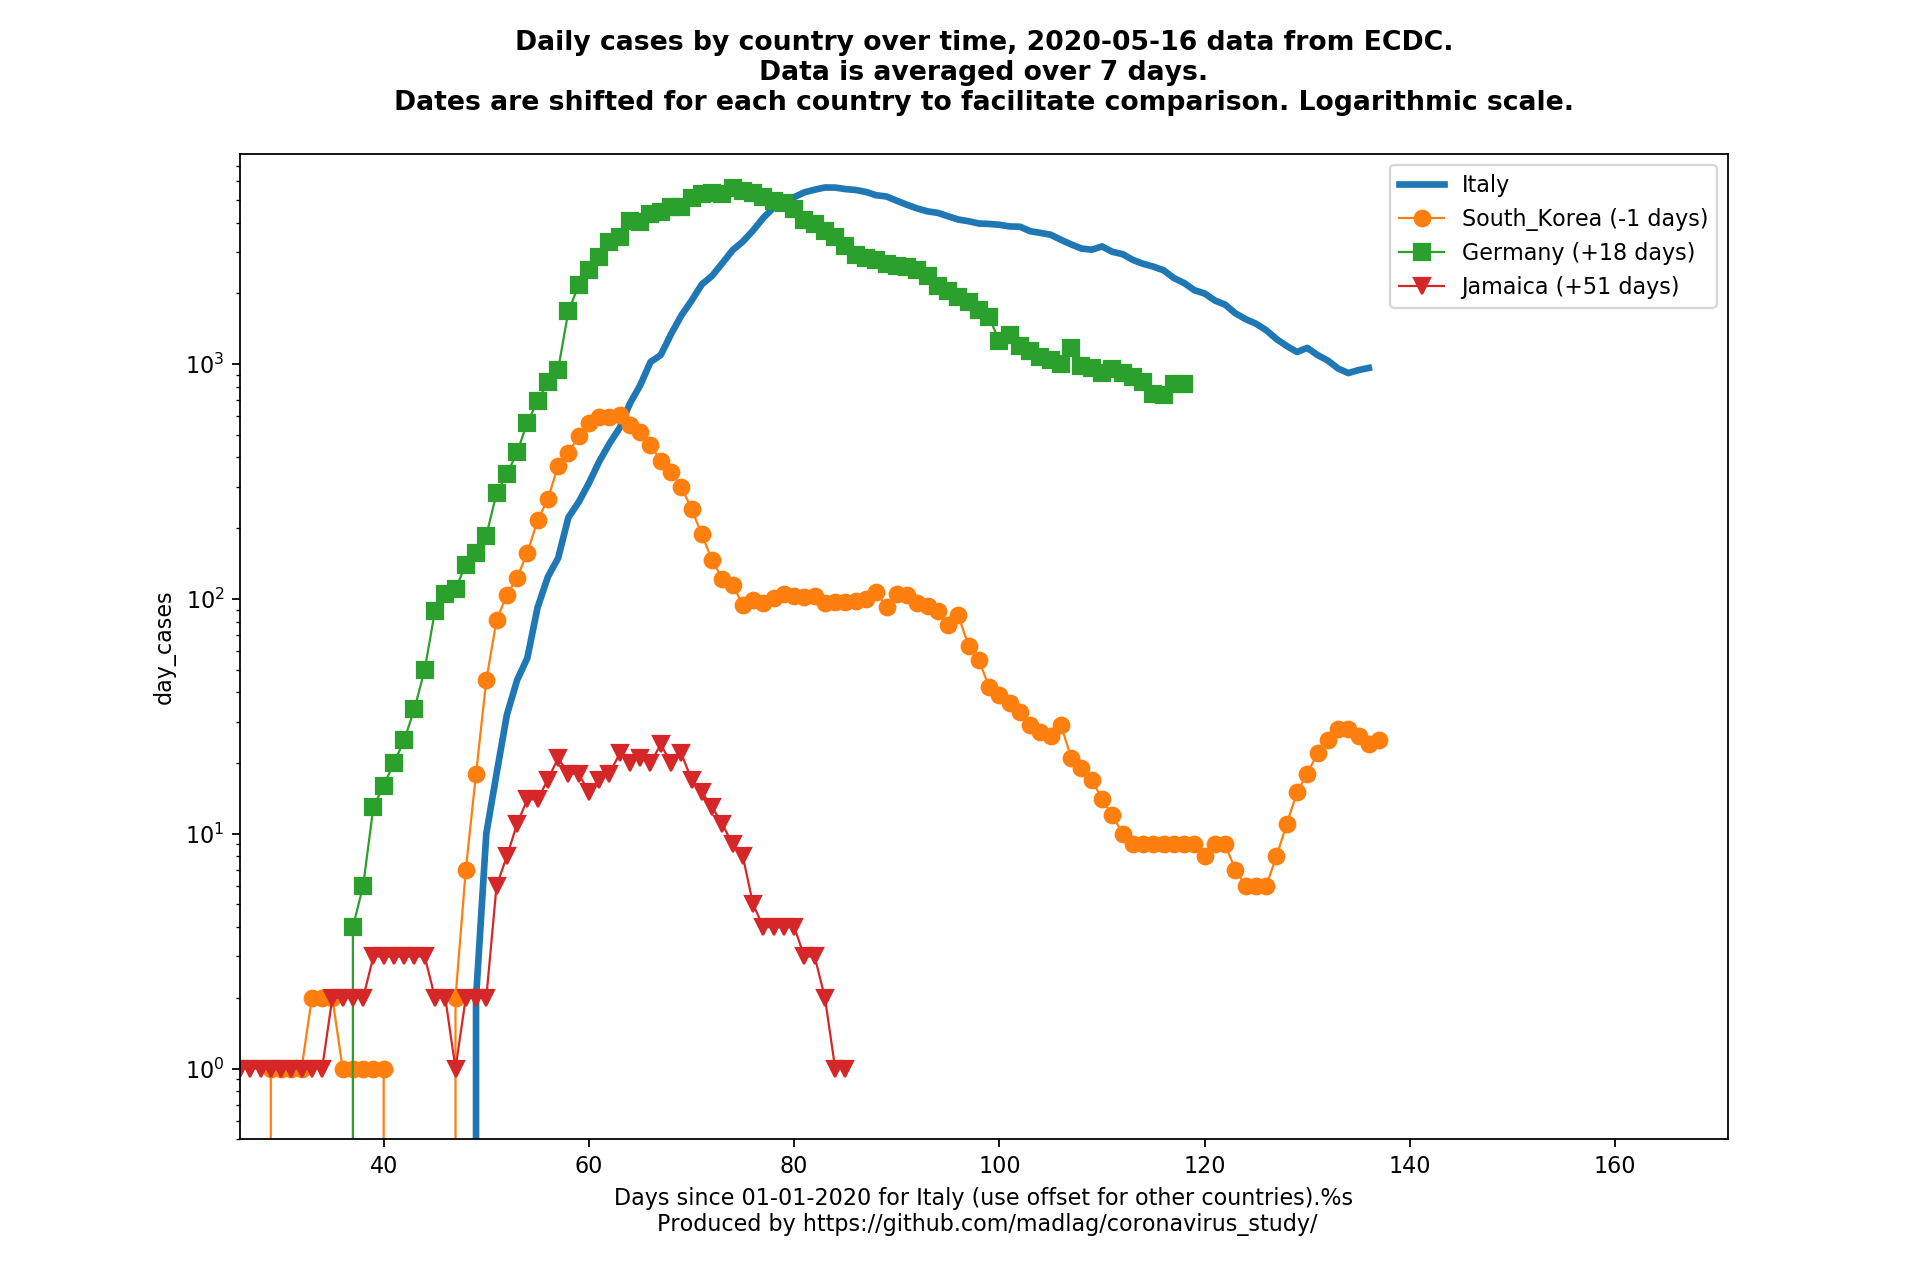 Daily cases by country over time, 2020-05-16 data from ECDC.
Data is averaged over 7 days.
Dates are shifted for each country to facilitate comparison. Logarithmic scale.
Italy
South_Korea (-1 days)
Germany (+18 days)
Jamaica (+51 days)
day_cases
10³
10²
10¹
10⁰
40 60 80 100 120 140 160
Days since 01-01-2020 for Italy (use offset for other countries).%s
Produced by https://github.com/madlag/coronavirus_study/